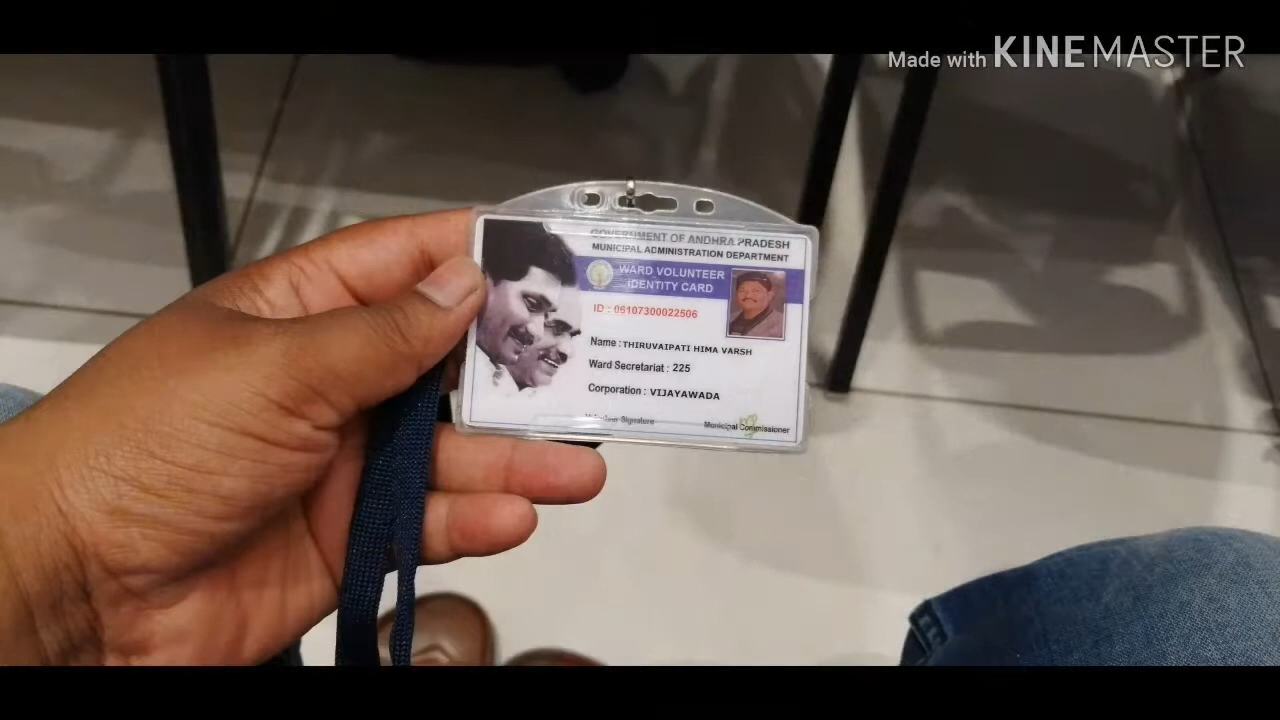 Made with KINEMASTER
GOVERNMENT OF ANDHRA PRADESH
MUNICIPAL ADMINISTRATION DEPARTMENT
WARD VOLUNTEER
IDENTITY CARD
ID : 06107300022506
Name : THIRUVAIPATI HIMA VARSH
Ward Secretariat : 225
Corporation : VIJAYAWADA
Volunteer Signature
Municipal Commissioner